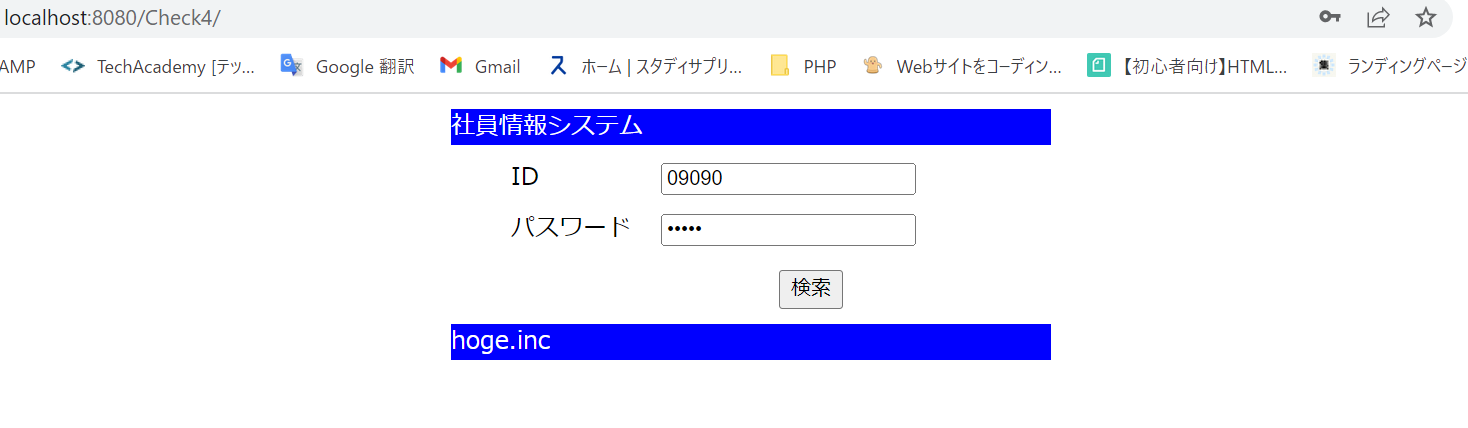 localhost:8080/Check4/
AMP TechAcademy [テッ... Google 翻訳 Gmail ホーム | スタディサプリ... PHP Webサイトをコーディン... 【初心者向け】HTML... ランディングページ
社員情報システム
ID 09090
パスワード •••••
検索
hoge.inc